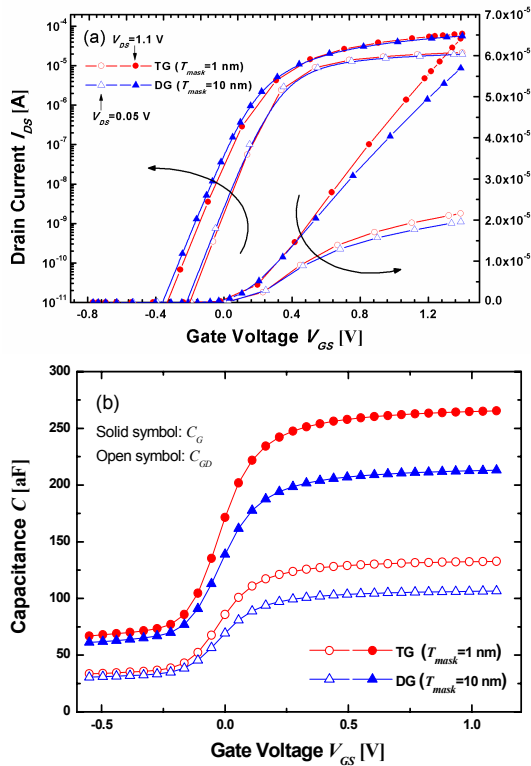 (a)
V_DS=1.1 V
TG (T_mask=1 nm)
DG (T_mask=10 nm)
V_DS=0.05 V
Drain Current I_DS [A]
10^-4
10^-5
10^-6
10^-7
10^-8
10^-9
10^-10
10^-11
7.0x10^-5
6.0x10^-5
5.0x10^-5
4.0x10^-5
3.0x10^-5
2.0x10^-5
1.0x10^-5
0.0
-0.8 -0.4 0.0 0.4 0.8 1.2
Gate Voltage V_GS [V]
(b)
Solid symbol: C_G
Open symbol: C_GD
Capacitance C [aF]
300
250
200
150
100
50
0
TG (T_mask=1 nm)
DG (T_mask=10 nm)
-0.5 0.0 0.5 1.0
Gate Voltage V_GS [V]